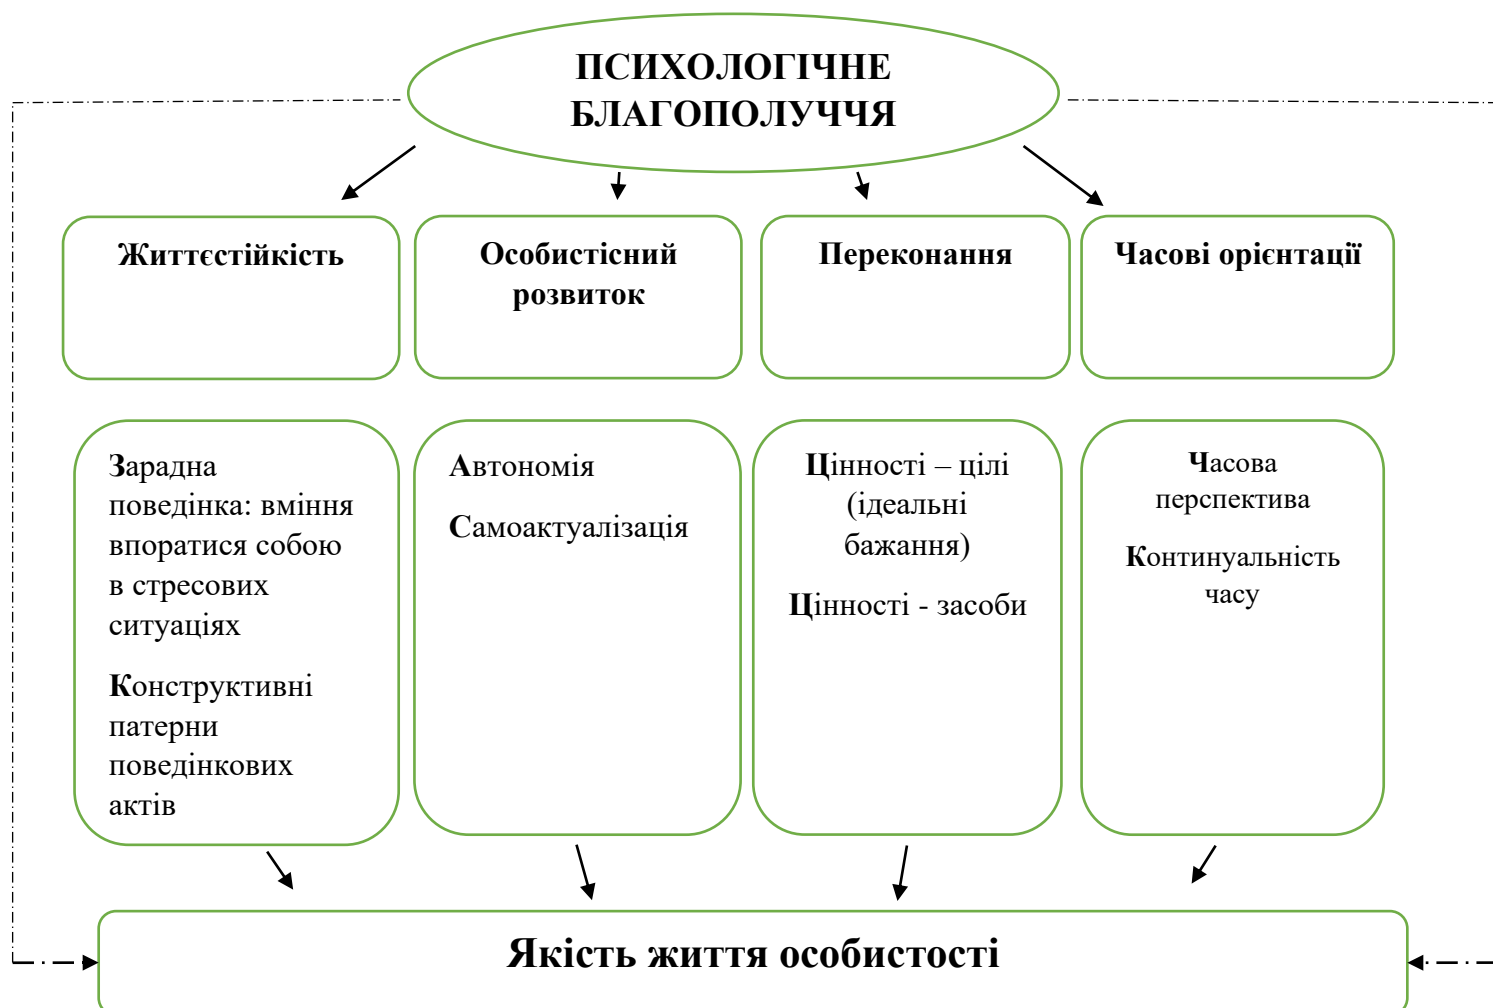 ПСИХОЛОГІЧНЕ
БЛАГОПОЛУЧЧЯ
Життєстійкість
Особистісний
розвиток
Переконання
Часові орієнтації
Зарадна
поведінка: вміння
впоратися собою
в стресових
ситуаціях
Конструктивні
патерни
поведінкових
актів
Автономія
Самоактуалізація
Цінності – цілі
(ідеальні
бажання)
Цінності - засоби
Часова
перспектива
Континуальність
часу
Якість життя особистості